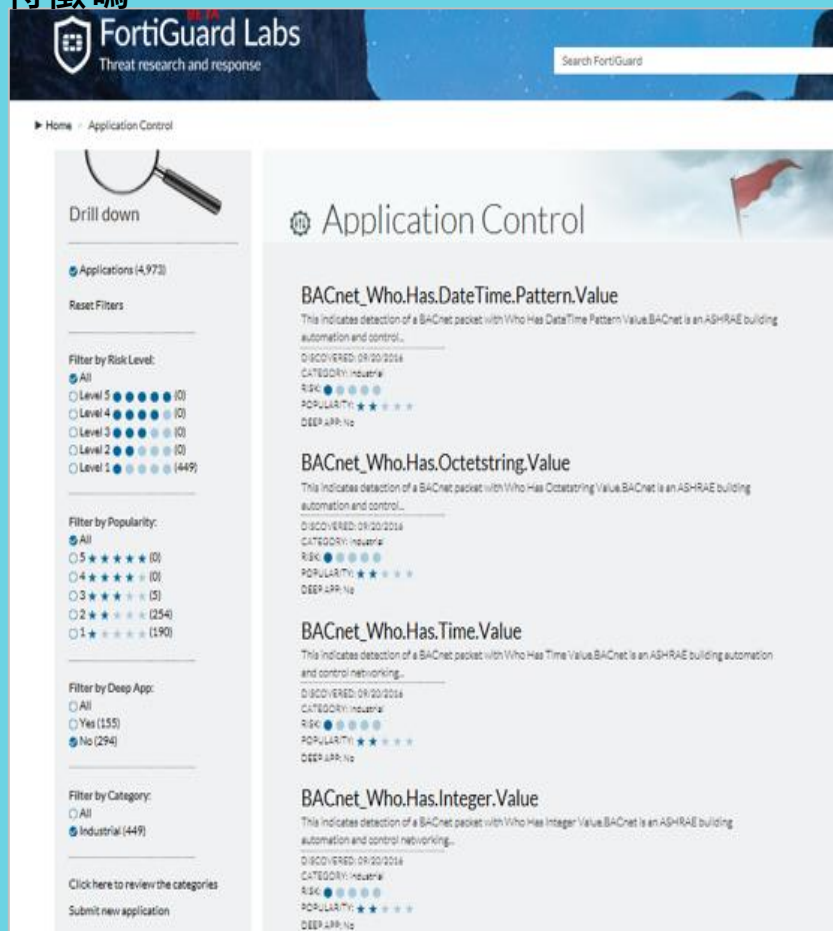 特徵嗎
BETA
FortiGuard Labs
Threat research and response
Search FortiGuard
Home
Application Control
Drill down
Applications (4,973)
Reset Filters
Filter by Risk Level:
All
Level 5 (0)
Level 4 (0)
Level 3 (0)
Level 2 (0)
Level 1 (449)
Filter by Popularity:
All
5 (0)
4 (0)
3 (5)
2 (254)
1 (190)
Filter by Deep App:
All
Yes (155)
No (294)
Filter by Category:
All
Industrial (449)
Click here to review the categories
Submit new application
Application Control
BACnet_Who.Has.DateTime.Pattern.Value
This indicates detection of a BACnet packet with Who Has DateTime Pattern Value.BACnet is an ASHRAE building
automation and control...
DISCOVERED: 09/20/2016
CATEGORY: Industrial
RISK:
POPULARITY:
DEEP APP: No
BACnet_Who.Has.Octetstring.Value
This indicates detection of a BACnet packet with Who Has Octetstring Value.BACnet is an ASHRAE building
automation and control...
DISCOVERED: 09/20/2016
CATEGORY: Industrial
RISK:
POPULARITY:
DEEP APP: No
BACnet_Who.Has.Time.Value
This indicates detection of a BACnet packet with Who Has Time Value.BACnet is an ASHRAE building automation
and control networking...
DISCOVERED: 09/20/2016
CATEGORY: Industrial
RISK:
POPULARITY:
DEEP APP: No
BACnet_Who.Has.Integer.Value
This indicates detection of a BACnet packet with Who Has Integer Value.BACnet is an ASHRAE building
automation and control networking...
DISCOVERED: 09/20/2016
CATEGORY: Industrial
RISK:
POPULARITY:
DEEP APP: No